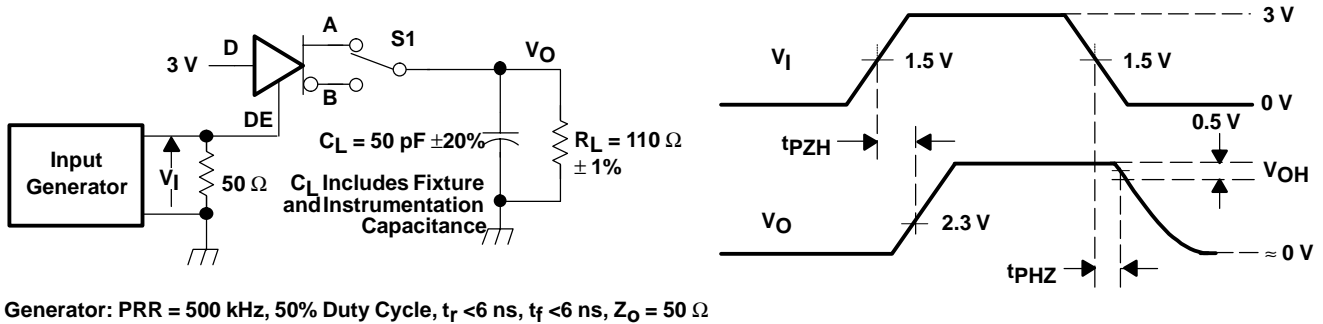 D
3 V
A
B
S1
VO
DE
Input
Generator
VI
50 Ω
CL = 50 pF ±20%
CL Includes Fixture
and Instrumentation
Capacitance
RL = 110 Ω
± 1%
VI
3 V
1.5 V
1.5 V
0 V
0.5 V
tPZH
VOH
VO
2.3 V
≈ 0 V
tPHZ
Generator: PRR = 500 kHz, 50% Duty Cycle, tr <6 ns, tf <6 ns, Zo = 50 Ω